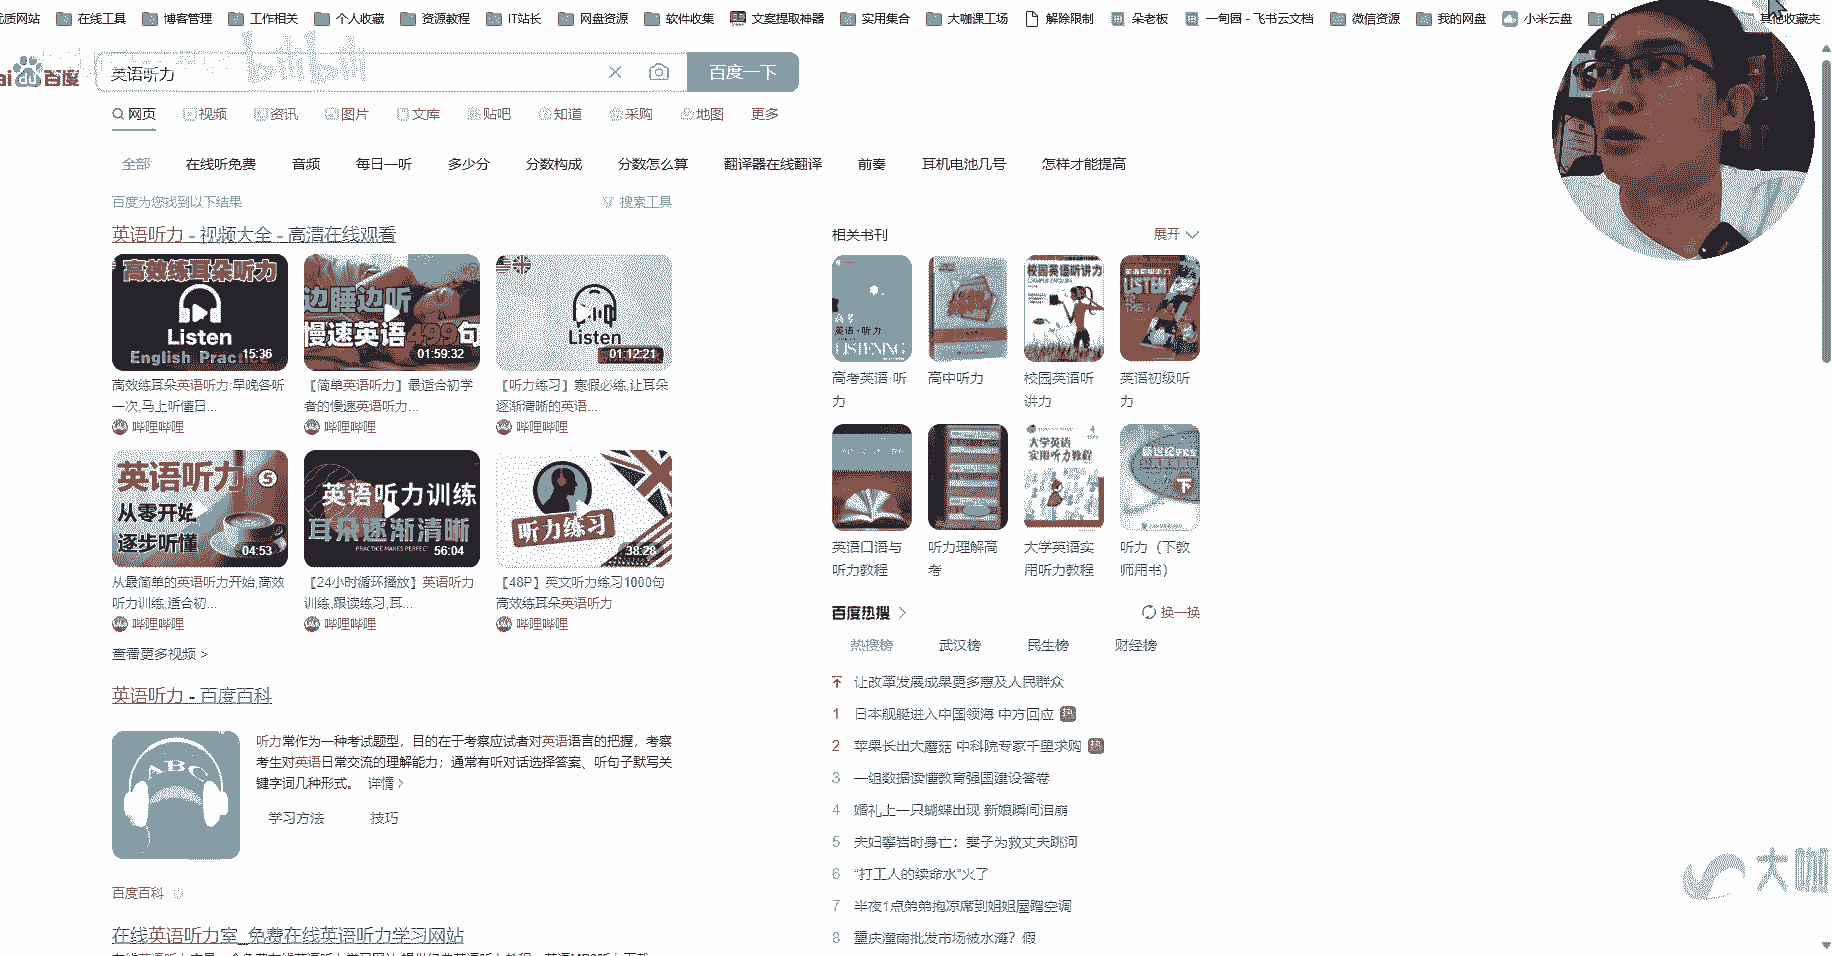 优质网站 在线工具 博客管理 工作相关 个人收藏 资源教程 IT站长 网盘资源 软件收集 文案提取神器 实用集合 大咖课工场 解除限制 朵老板 一甸园 - 飞书云文档 微信资源 我的网盘 小米云盘 其他收藏夹
bilibili
Bai du 百度 英语听力 百度一下
网页 视频 资讯 图片 文库 贴吧 知道 采购 地图 更多
全部 在线听免费 音频 每日一听 多少分 分数构成 分数怎么算 翻译器在线翻译 前奏 耳机电池几号 怎样才能提高
百度为您找到以下结果 搜索工具
英语听力 - 视频大全 - 高清在线观看
高效练耳朵听力
Listen
English Practice 15:36
边睡边听
慢速英语499句
01:59:32
Listen
01:12:21
高效练耳朵英语听力:早晚各听
一次,马上听懂日...
哔哩哔哩
【简单英语听力】最适合初学
者的慢速英语听力...
哔哩哔哩
【听力练习】寒假必练,让耳朵
逐渐清晰的英语...
哔哩哔哩
英语听力 5
从零开始
逐步听懂
04:53
英语听力训练
耳朵逐渐清晰
PRACTICE MAKES PERFECT 56:04
听力练习
38:28
从最简单的英语听力开始,高效
听力训练,适合初...
哔哩哔哩
【24小时循环播放】英语听力
训练,跟读练习,耳...
哔哩哔哩
【48P】英文听力练习1000句
高效练耳朵英语听力
哔哩哔哩
查看更多视频 >
英语听力 - 百度百科
ABC
听力常作为一种考试题型，目的在于考察应试者对英语语言的把握，考察
考生对英语日常交流的理解能力；通常有听对话选择答案、听句子默写关
键字词几种形式。 详情 >
学习方法 技巧
百度百科
在线英语听力室_免费在线英语听力学习网站
相关书刊 展开
高考
英语·听力
LISTENING
校园英语听讲力
LISTEN
高考英语·听
力
高中听力
校园英语听
讲力
英语初级听
力
大学英语
实用听力教程
下
英语口语与
听力教程
听力理解高
考
大学英语实
用听力教程
听力（下教
师用书）
百度热搜 > 换一换
热搜榜 武汉榜 民生榜 财经榜
让改革发展成果更多惠及人民群众
1 日本舰艇进入中国领海 中方回应 热
2 苹果长出大蘑菇 中科院专家千里求购 热
3 一组数据读懂教育强国建设答卷
4 婚礼上一只蝴蝶出现 新娘瞬间泪崩
5 夫妇攀岩时身亡：妻子为救丈夫跳河
6 “打工人的续命水”火了
7 半夜1点弟弟抱凉席到姐姐屋蹭空调
8 重庆潼南批发市场被水淹？假
大咖